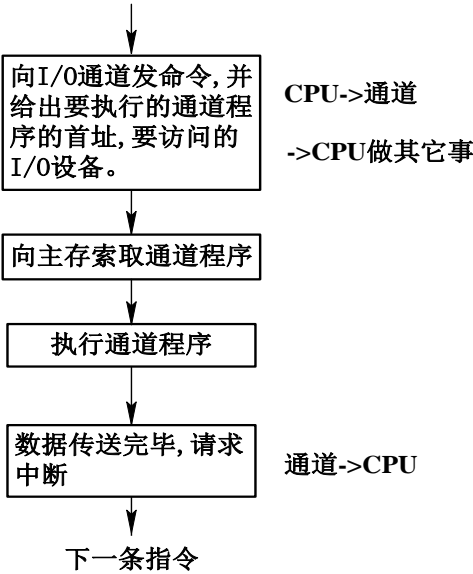 向I/O通道发命令,并
给出要执行的通道程
序的首址,要访问的
I/O设备。
CPU->通道
->CPU做其它事
向主存索取通道程序
执行通道程序
数据传送完毕,请求
中断
通道->CPU
下一条指令